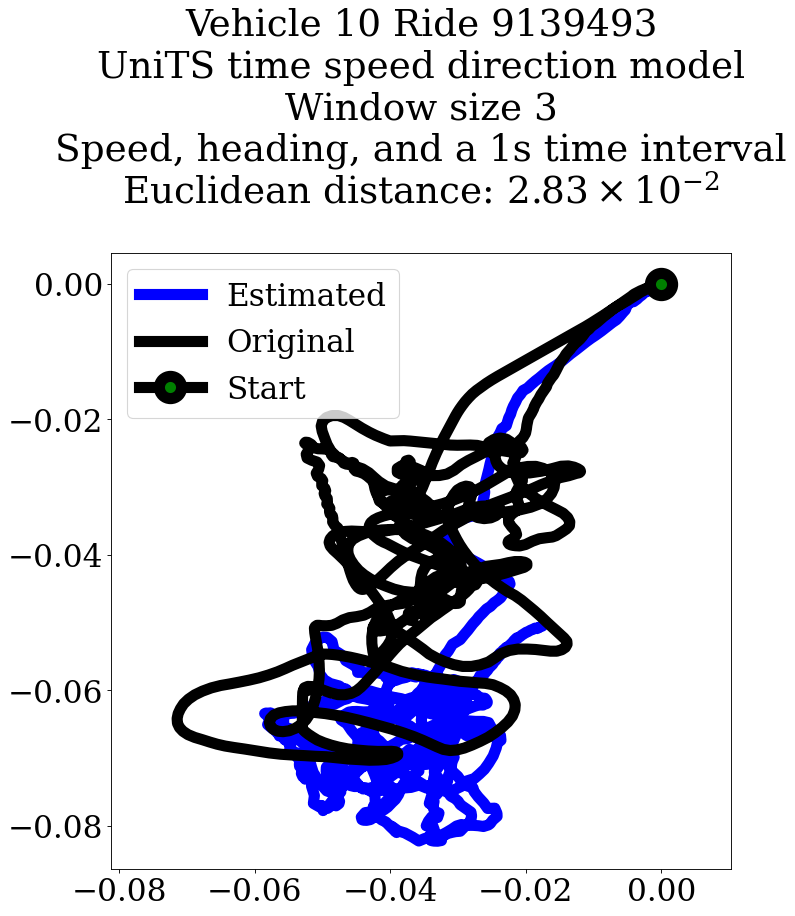 Vehicle 10 Ride 9139493
UniTS time speed direction model
Window size 3
Speed, heading, and a 1s time interval
Euclidean distance: 2.83 × 10⁻²
0.00
−0.02
−0.04
−0.06
−0.08
Estimated
Original
Start
−0.08 −0.06 −0.04 −0.02 0.00